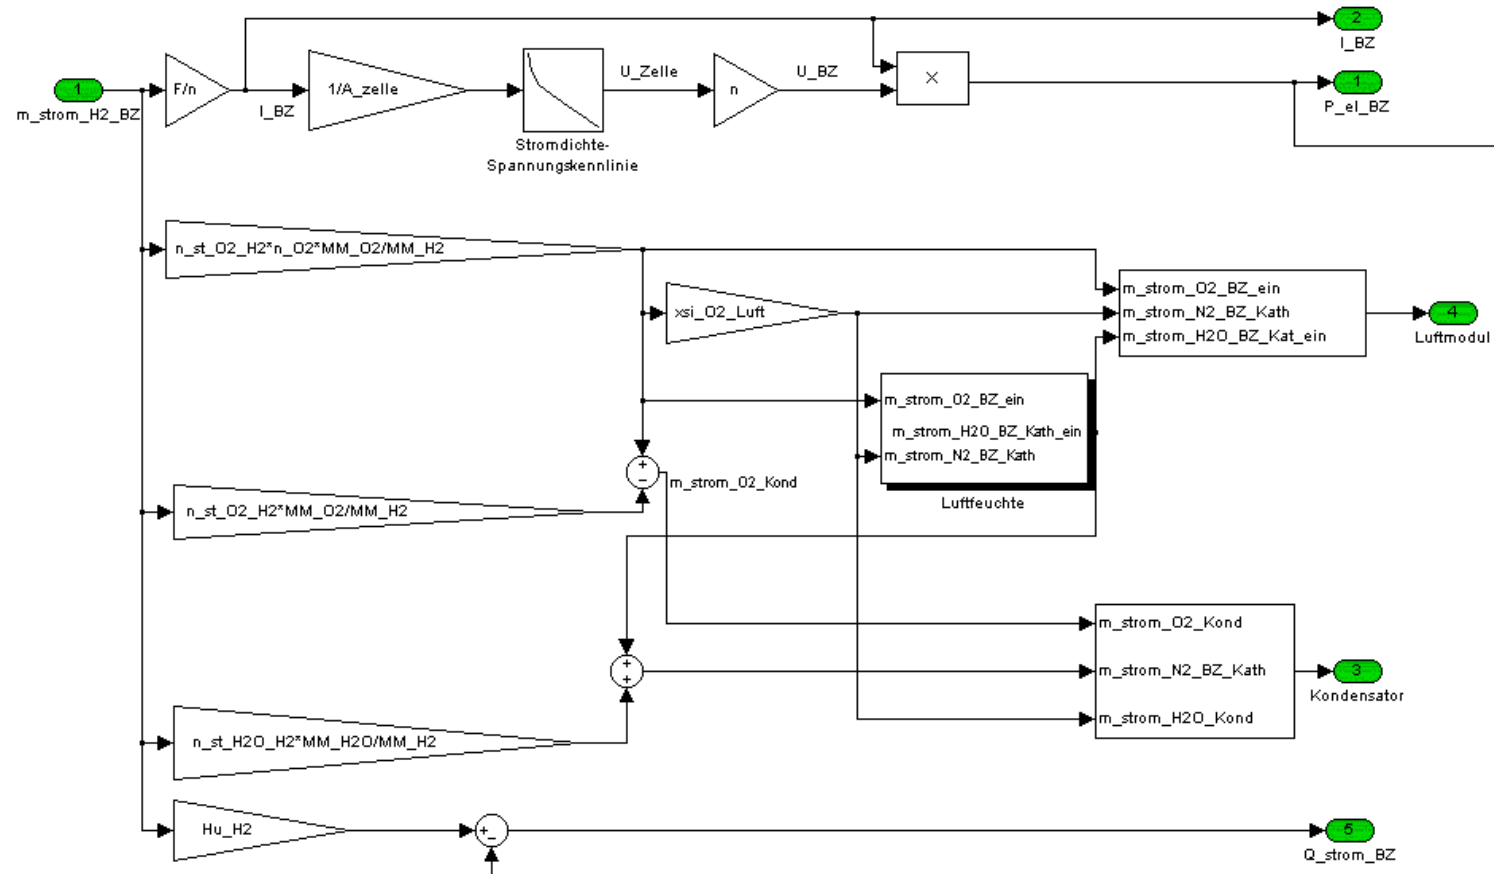 2
I_BZ
1
m_strom_H2_BZ
F/n
I_BZ
1/A_zelle
Stromdichte-
Spannungskennlinie
U_Zelle
n
U_BZ
×
1
P_el_BZ
n_st_O2_H2*n_O2*MM_O2/MM_H2
xsi_O2_Luft
m_strom_O2_BZ_ein
m_strom_N2_BZ_Kath
m_strom_H2O_BZ_Kat_ein
4
Luftmodul
m_strom_O2_BZ_ein
m_strom_H2O_BZ_Kath_ein
m_strom_N2_BZ_Kath
Luftfeuchte
+
−
m_strom_O2_Kond
n_st_O2_H2*MM_O2/MM_H2
+
+
m_strom_O2_Kond
m_strom_N2_BZ_Kath
m_strom_H2O_Kond
3
Kondensator
n_st_H2O_H2*MM_H2O/MM_H2
Hu_H2
+
−
5
Q_strom_BZ